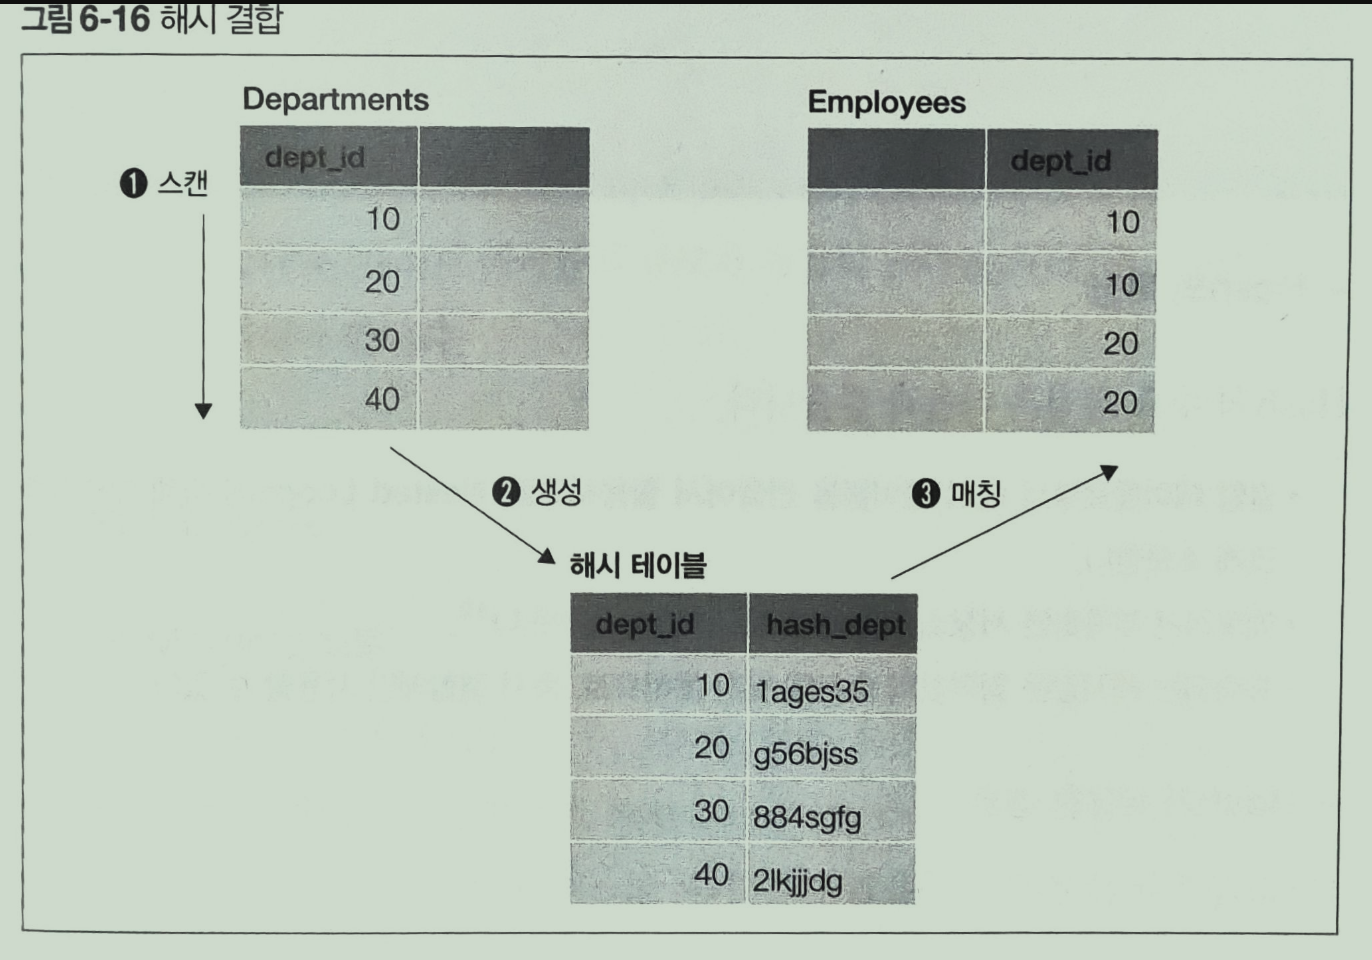 그림 6-16 해시 결합
Departments
dept_id
❶ 스캔
10
20
30
40
Employees
dept_id
10
10
20
20
❷ 생성
❸ 매칭
해시 테이블
dept_id hash_dept
10 1ages35
20 g56bjss
30 884sgfg
40 2lkjjjdg